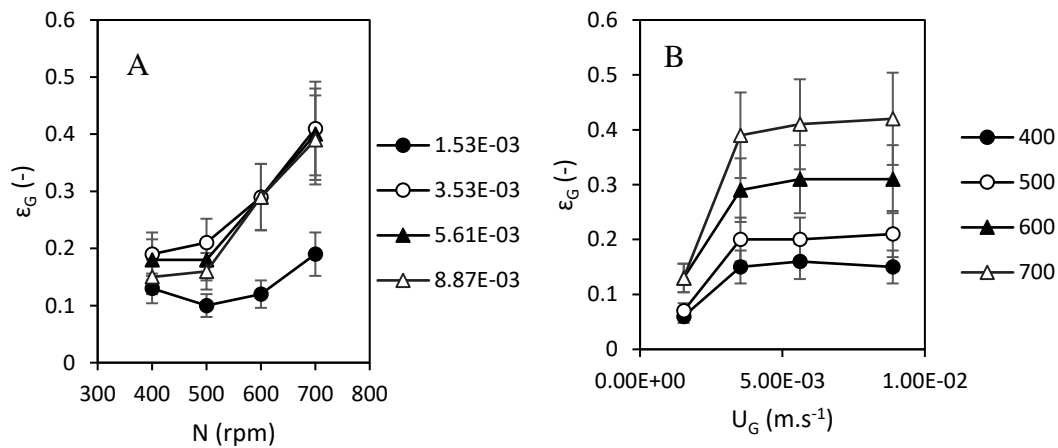 A
0.6
0.5
0.4
0.3
0.2
0.1
0
300 400 500 600 700 800
ε_G (-)
N (rpm)
1.53E-03
3.53E-03
5.61E-03
8.87E-03
B
0.6
0.5
0.4
0.3
0.2
0.1
0
0.00E+00 5.00E-03 1.00E-02
ε_G (-)
U_G (m.s⁻¹)
400
500
600
700